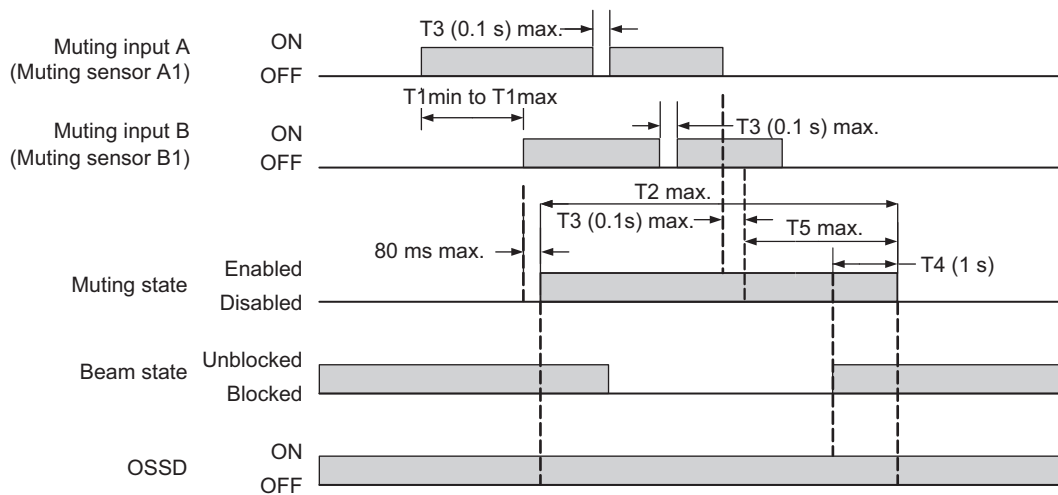 T3 (0.1 s) max.
Muting input A
(Muting sensor A1)
ON
OFF
T1min to T1max
Muting input B
(Muting sensor B1)
ON
OFF
T3 (0.1 s) max.
T2 max.
T3 (0.1s) max.
T5 max.
80 ms max.
T4 (1 s)
Muting state
Enabled
Disabled
Beam state
Unblocked
Blocked
OSSD
ON
OFF